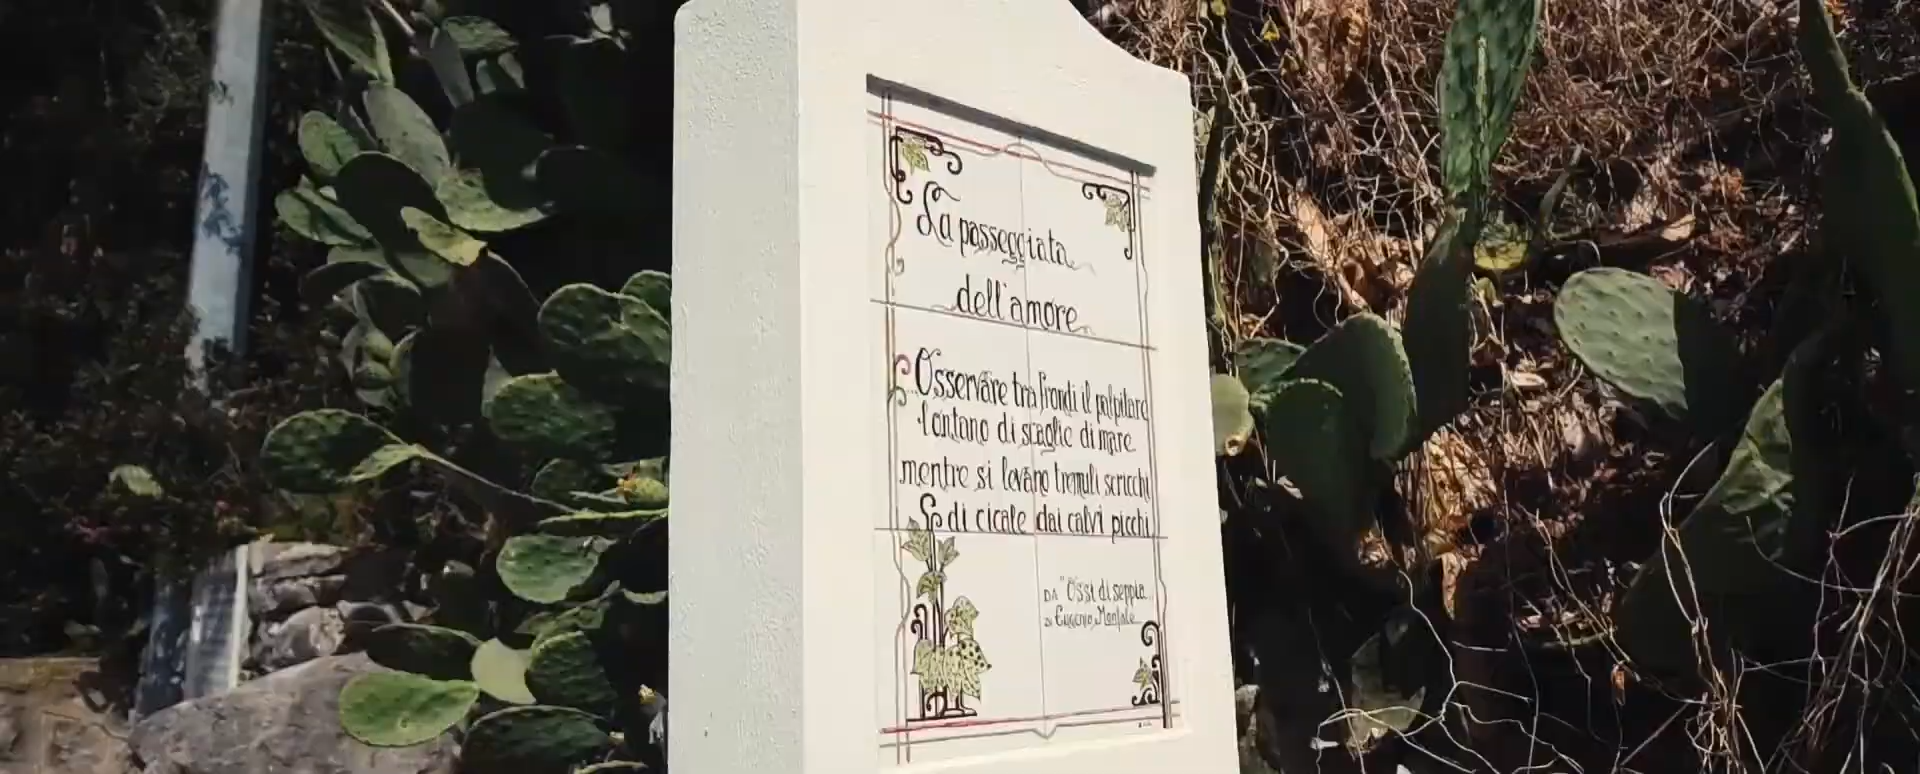 La passeggiata
dell'amore
Osservare tra frondi il palpitare
lontano di scaglie di mare
mentre si levano tremuli scricchi
di cicale dai calvi picchi
DA "Ossi di seppia
DI Eugenio Montale